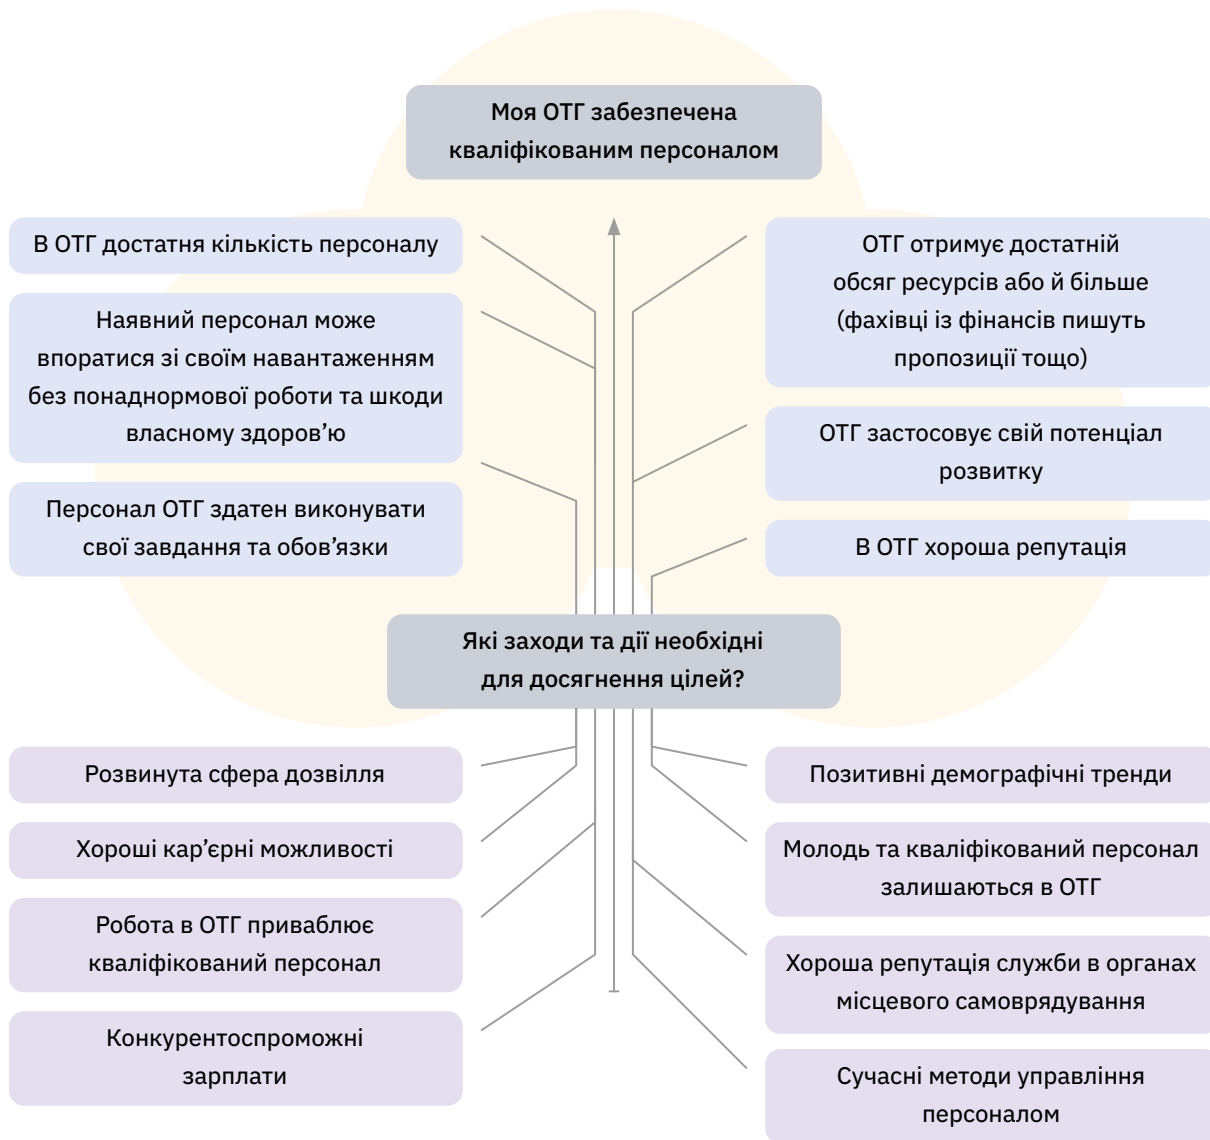 Моя ОТГ забезпечена
кваліфікованим персоналом
В ОТГ достатня кількість персоналу
Наявний персонал може
впоратися зі своїм навантаженням
без понаднормової роботи та шкоди
власному здоров’ю
Персонал ОТГ здатен виконувати
свої завдання та обов’язки
ОТГ отримує достатній
обсяг ресурсів або й більше
(фахівці із фінансів пишуть
пропозиції тощо)
ОТГ застосовує свій потенціал
розвитку
В ОТГ хороша репутація
Які заходи та дії необхідні
для досягнення цілей?
Розвинута сфера дозвілля
Хороші кар’єрні можливості
Робота в ОТГ приваблює
кваліфікований персонал
Конкурентоспроможні
зарплати
Позитивні демографічні тренди
Молодь та кваліфікований персонал
залишаються в ОТГ
Хороша репутація служби в органах
місцевого самоврядування
Сучасні методи управління
персоналом